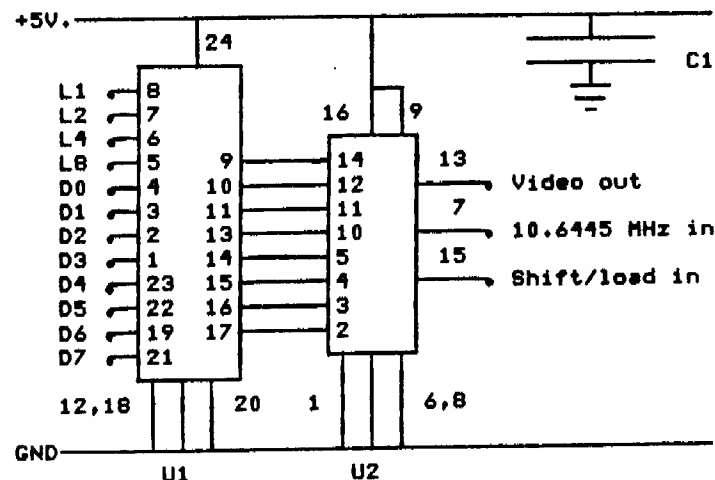 +5V.
24
C1
L1 8
16 9
L2 7
L4 6
L8 5 9 14 13
D0 4 10 12 Video out
D1 3 11 11 7
D2 2 13 10 10.6445 MHz in
D3 1 14 5 15
D4 23 15 4 Shift/load in
D5 22 16 3
D6 19 17 2
D7 21
12,18 20 1 6,8
GND
U1 U2